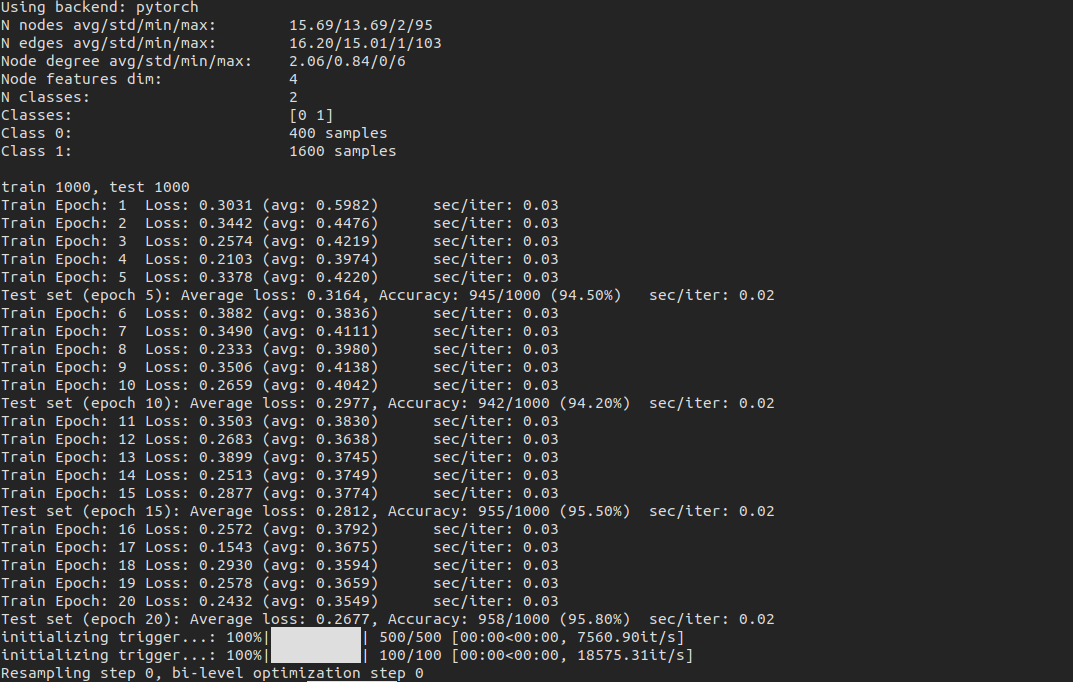 Using backend: pytorch
N nodes avg/std/min/max: 15.69/13.69/2/95
N edges avg/std/min/max: 16.20/15.01/1/103
Node degree avg/std/min/max: 2.06/0.84/0/6
Node features dim: 4
N classes: 2
Classes: [0 1]
Class 0: 400 samples
Class 1: 1600 samples
train 1000, test 1000
Train Epoch: 1 Loss: 0.3031 (avg: 0.5982) sec/iter: 0.03
Train Epoch: 2 Loss: 0.3442 (avg: 0.4476) sec/iter: 0.03
Train Epoch: 3 Loss: 0.2574 (avg: 0.4219) sec/iter: 0.03
Train Epoch: 4 Loss: 0.2103 (avg: 0.3974) sec/iter: 0.03
Train Epoch: 5 Loss: 0.3378 (avg: 0.4220) sec/iter: 0.03
Test set (epoch 5): Average loss: 0.3164, Accuracy: 945/1000 (94.50%) sec/iter: 0.02
Train Epoch: 6 Loss: 0.3882 (avg: 0.3836) sec/iter: 0.03
Train Epoch: 7 Loss: 0.3490 (avg: 0.4111) sec/iter: 0.03
Train Epoch: 8 Loss: 0.2333 (avg: 0.3980) sec/iter: 0.03
Train Epoch: 9 Loss: 0.3506 (avg: 0.4138) sec/iter: 0.03
Train Epoch: 10 Loss: 0.2659 (avg: 0.4042) sec/iter: 0.03
Test set (epoch 10): Average loss: 0.2977, Accuracy: 942/1000 (94.20%) sec/iter: 0.02
Train Epoch: 11 Loss: 0.3503 (avg: 0.3830) sec/iter: 0.03
Train Epoch: 12 Loss: 0.2683 (avg: 0.3638) sec/iter: 0.03
Train Epoch: 13 Loss: 0.3899 (avg: 0.3745) sec/iter: 0.03
Train Epoch: 14 Loss: 0.2513 (avg: 0.3749) sec/iter: 0.03
Train Epoch: 15 Loss: 0.2877 (avg: 0.3774) sec/iter: 0.03
Test set (epoch 15): Average loss: 0.2812, Accuracy: 955/1000 (95.50%) sec/iter: 0.02
Train Epoch: 16 Loss: 0.2572 (avg: 0.3792) sec/iter: 0.03
Train Epoch: 17 Loss: 0.1543 (avg: 0.3675) sec/iter: 0.03
Train Epoch: 18 Loss: 0.2930 (avg: 0.3594) sec/iter: 0.03
Train Epoch: 19 Loss: 0.2578 (avg: 0.3659) sec/iter: 0.03
Train Epoch: 20 Loss: 0.2432 (avg: 0.3549) sec/iter: 0.03
Test set (epoch 20): Average loss: 0.2677, Accuracy: 958/1000 (95.80%) sec/iter: 0.02
initializing trigger...: 100%|██████████| 500/500 [00:00<00:00, 7560.90it/s]
initializing trigger...: 100%|██████████| 100/100 [00:00<00:00, 18575.31it/s]
Resampling step 0, bi-level optimization step 0